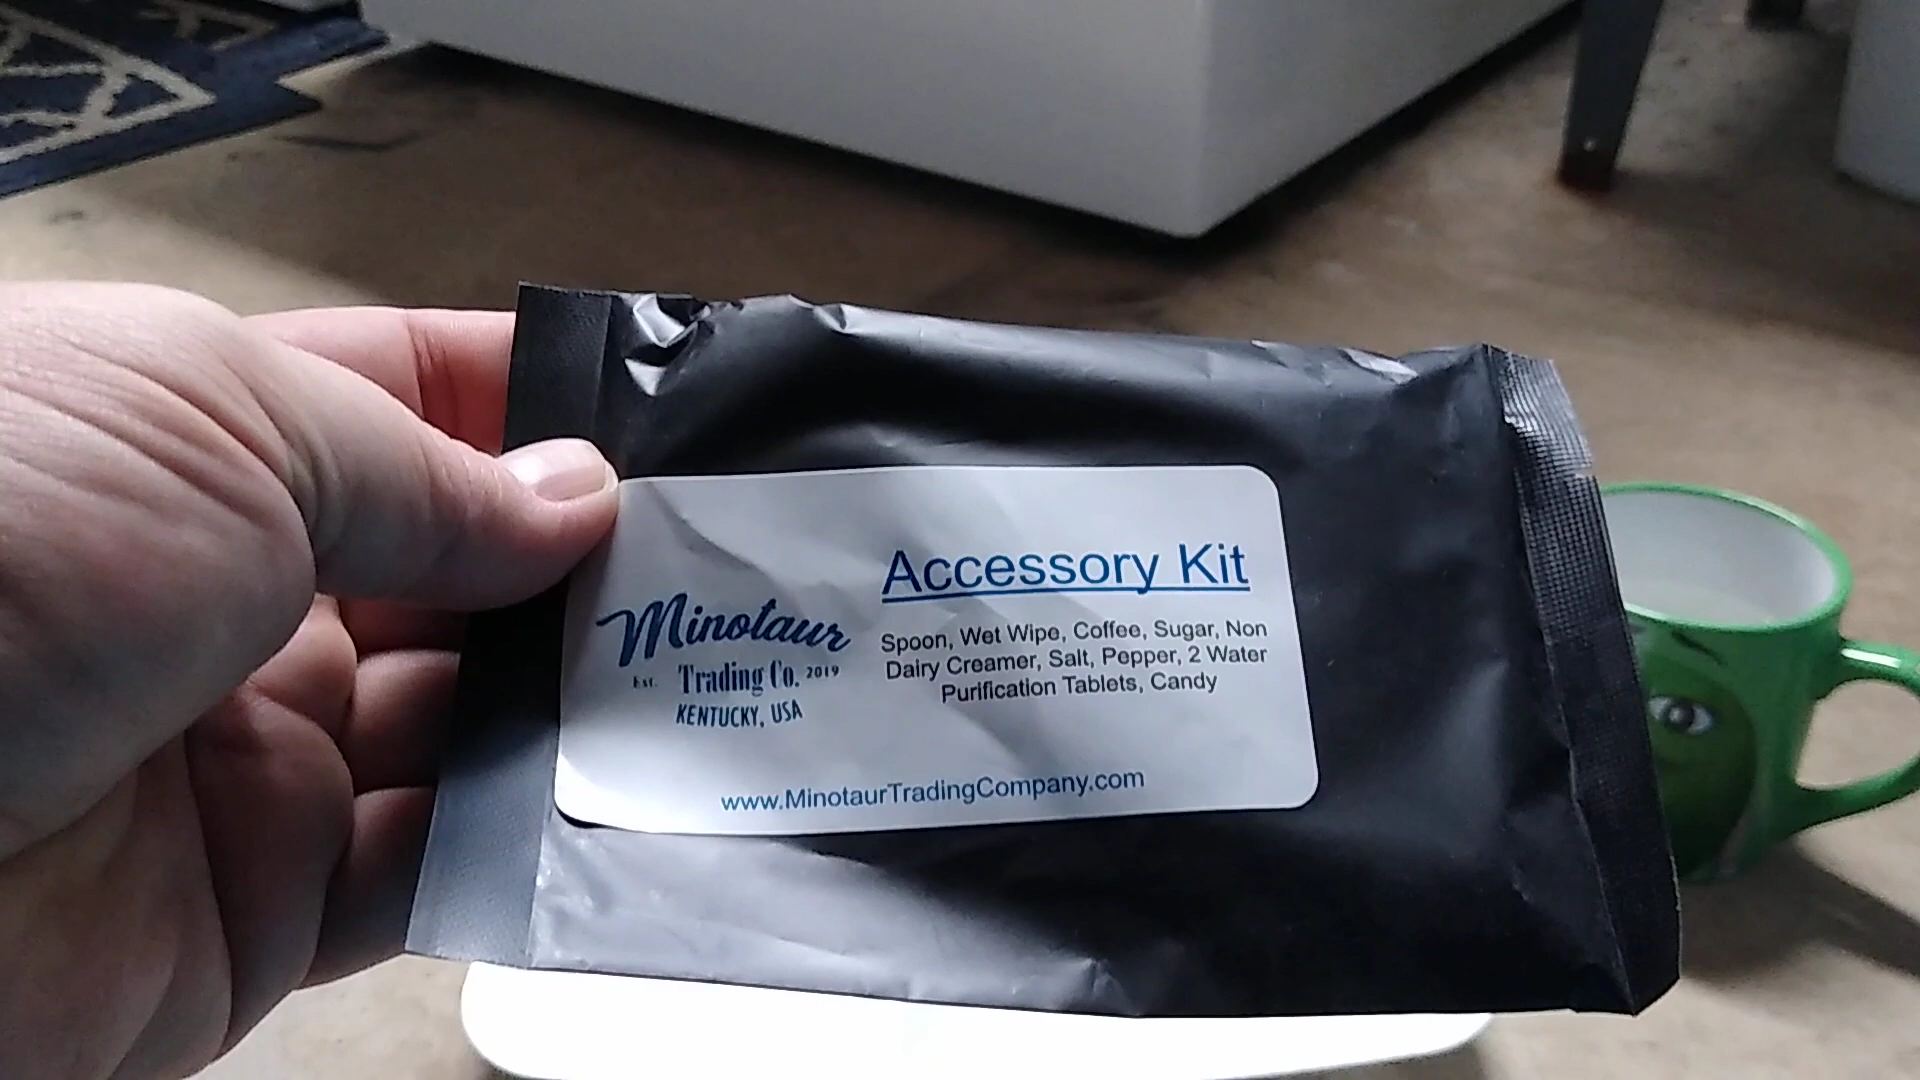 Minotaur
Est. Trading Co. 2019
KENTUCKY, USA
Accessory Kit
Spoon, Wet Wipe, Coffee, Sugar, Non
Dairy Creamer, Salt, Pepper, 2 Water
Purification Tablets, Candy
www.MinotaurTradingCompany.com